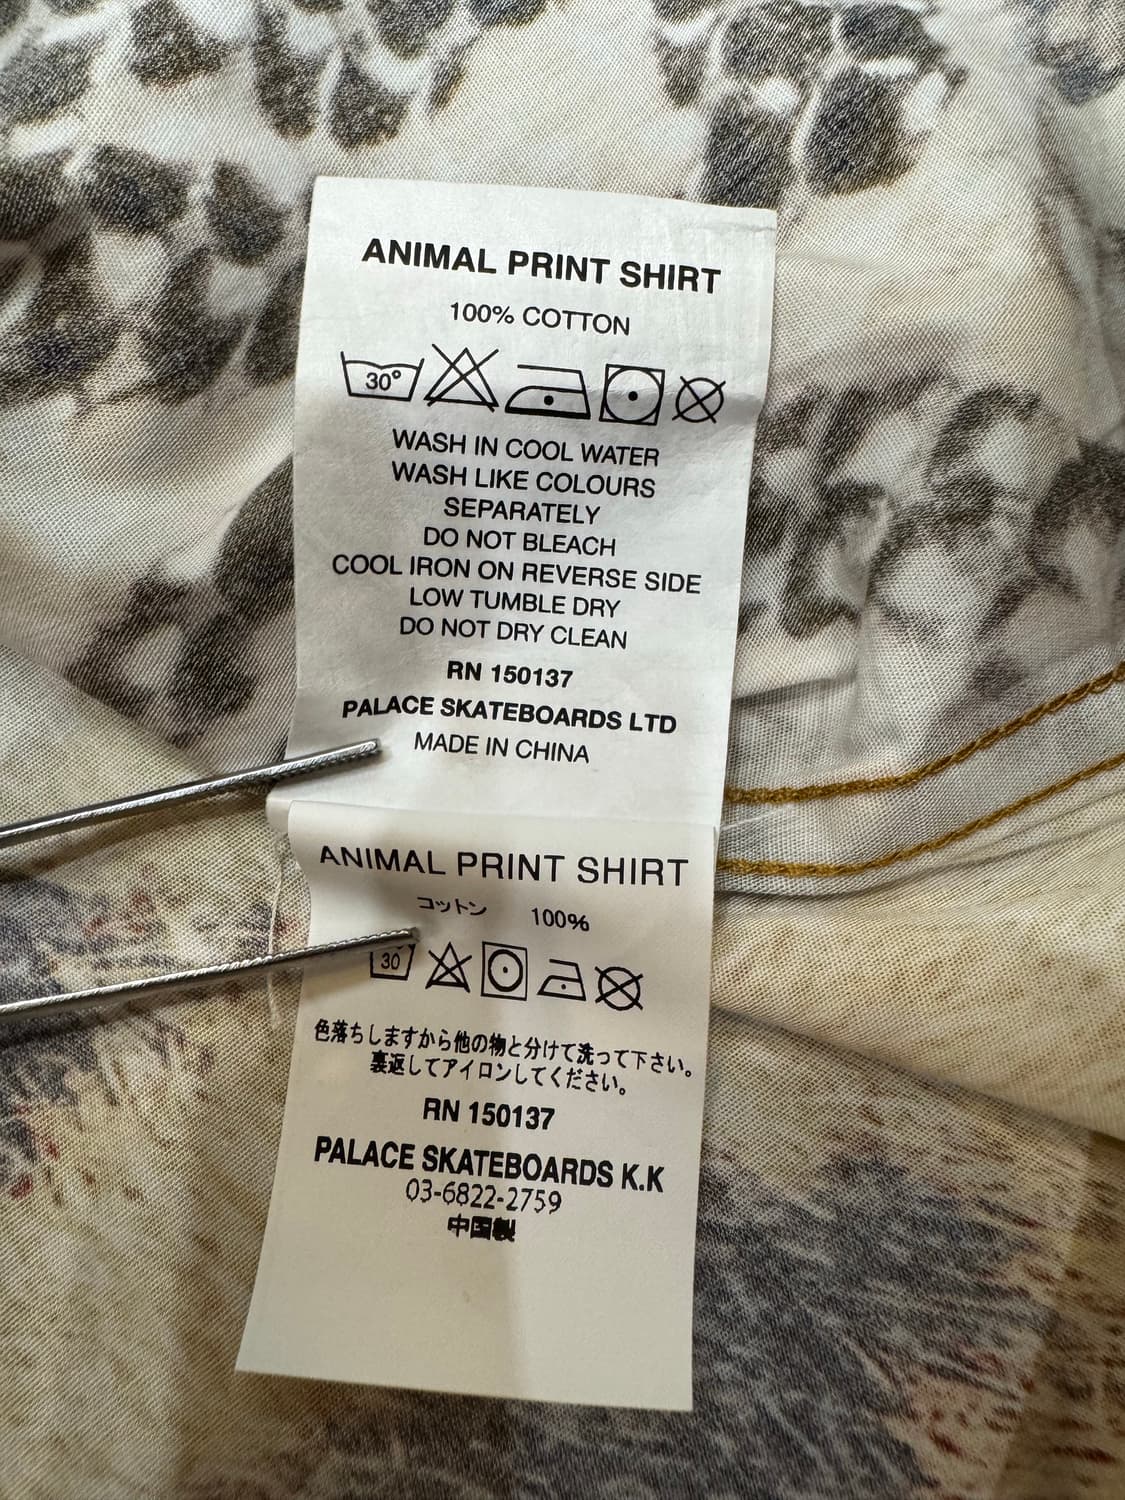 ANIMAL PRINT SHIRT
100% COTTON
30°
WASH IN COOL WATER
WASH LIKE COLOURS
SEPARATELY
DO NOT BLEACH
COOL IRON ON REVERSE SIDE
LOW TUMBLE DRY
DO NOT DRY CLEAN
RN 150137
PALACE SKATEBOARDS LTD
MADE IN CHINA
ANIMAL PRINT SHIRT
コットン 100%
30
色落ちしますから他の物と分けて洗って下さい。
裏返してアイロンしてください。
RN 150137
PALACE SKATEBOARDS K.K
03-6822-2759
中国製